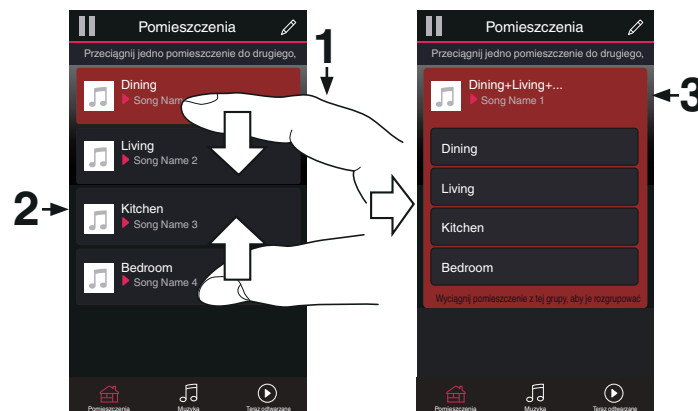 Pomieszczenia
Przeciągnij jedno pomieszczenie do drugiego,
1
Dining
Song Nam
Living
Song Name 2
2
Kitchen
Song Name 3
Bedroom
Song Name 4
Pomieszczenia
Muzyka
Teraz odtwarzane
Pomieszczenia
Przeciągnij jedno pomieszczenie do drugiego,
Dining+Living+...
Song Name 1
3
Dining
Living
Kitchen
Bedroom
Wyciągnij pomieszczenie z tej grupy, aby je rozgrupować
Pomieszczenia
Muzyka
Teraz odtwarzane